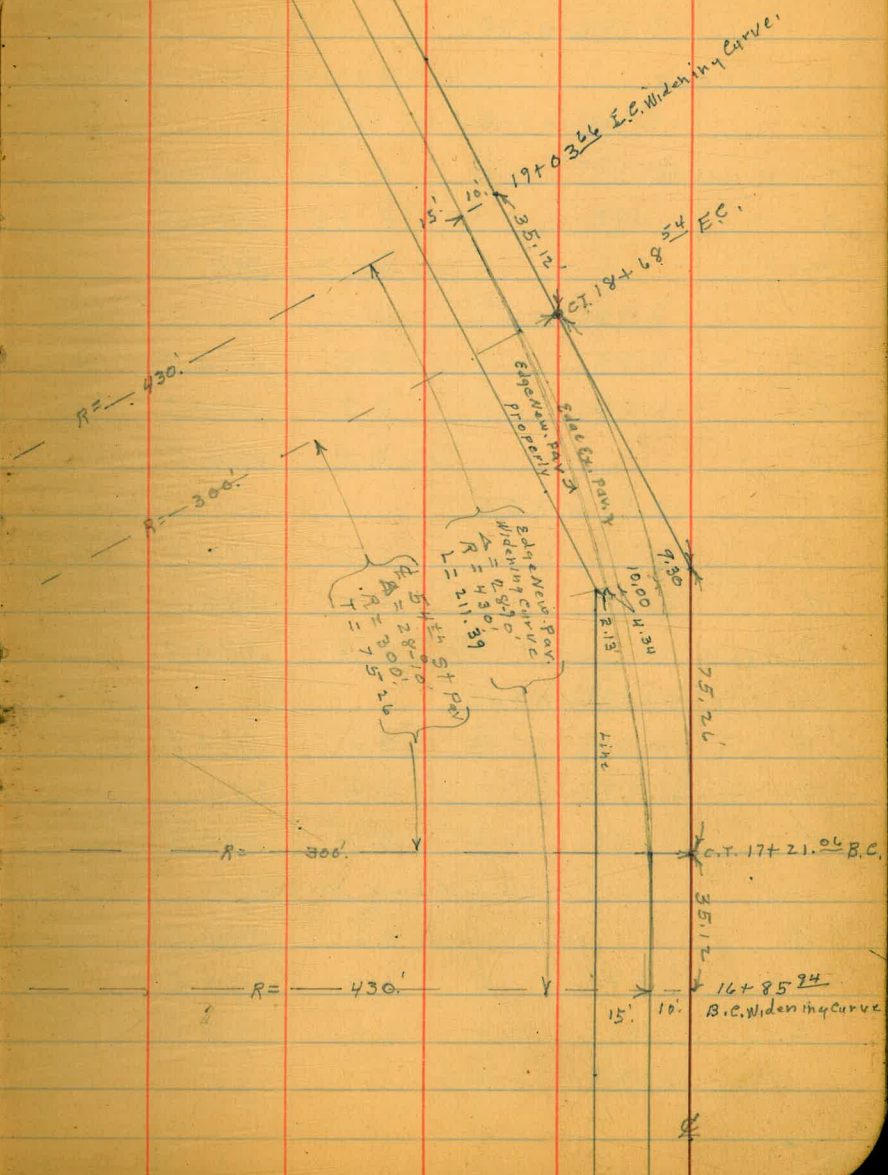 19+03.66 E.C. Widening Curve.
10'.
15'.
35.12'
C.T. 18+68.54 E.C.
R= 430.'
R= 300.'
Edge New. pav.
Edge Ex. pav.
properly
Line
9.30
10.00
4.34
2.13'
75.26'
Edge New. pav.
Widening Curve
Δ = 28°-10'
R = 430'
L = 211.39
54th St Pav
Δ = 28°-10'
R = 300'.
T = 75.26
R= 300'.
C.T. 17+21.06 B.C.
35.12
R= 430.'
15'.
10'.
16+85.94
B.C. Widening Curve